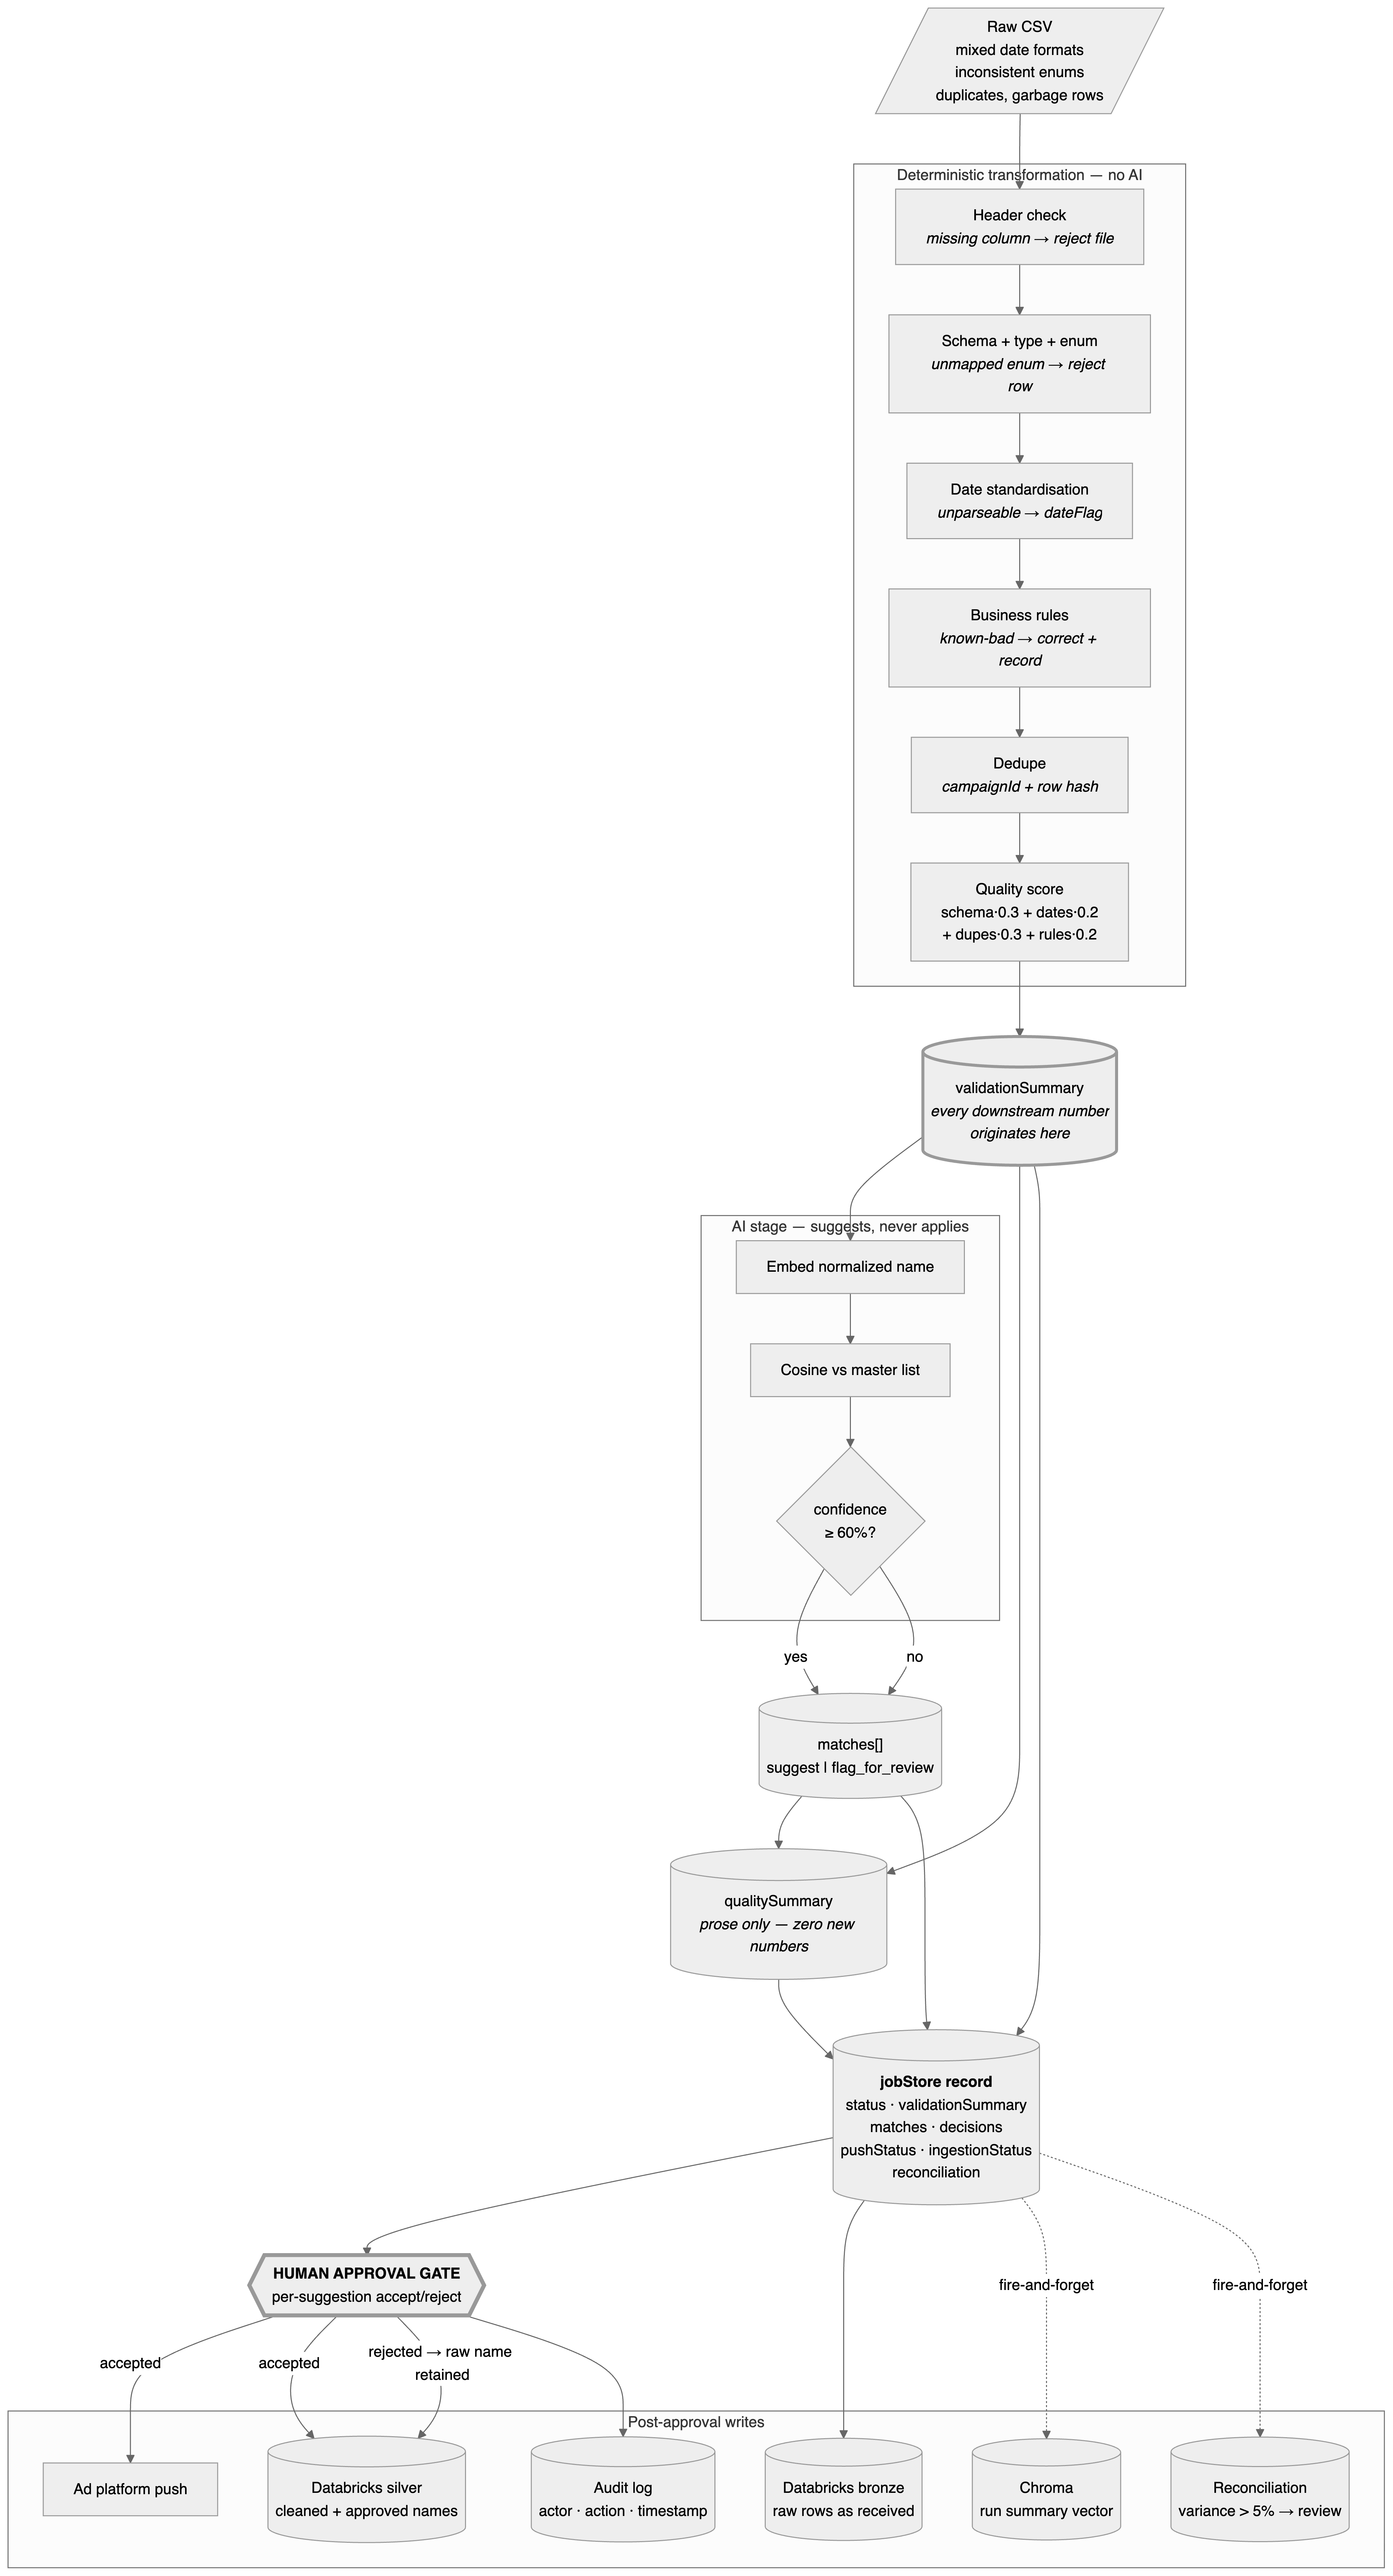 Raw CSV
mixed date formats
inconsistent enums
duplicates, garbage rows
Deterministic transformation — no AI
Header check
missing column → reject file
Schema + type + enum
unmapped enum → reject
row
Date standardisation
unparseable → dateFlag
Business rules
known-bad → correct +
record
Dedupe
campaignId + row hash
Quality score
schema·0.3 + dates·0.2
+ dupes·0.3 + rules·0.2
validationSummary
every downstream number
originates here
AI stage — suggests, never applies
Embed normalized name
Cosine vs master list
confidence
≥ 60%?
yes
no
matches[]
suggest | flag_for_review
qualitySummary
prose only — zero new
numbers
jobStore record
status · validationSummary
matches · decisions
pushStatus · ingestionStatus
reconciliation
HUMAN APPROVAL GATE
per-suggestion accept/reject
fire-and-forget
fire-and-forget
accepted
accepted
rejected → raw name
retained
Post-approval writes
Ad platform push
Databricks silver
cleaned + approved names
Audit log
actor · action · timestamp
Databricks bronze
raw rows as received
Chroma
run summary vector
Reconciliation
variance > 5% → review